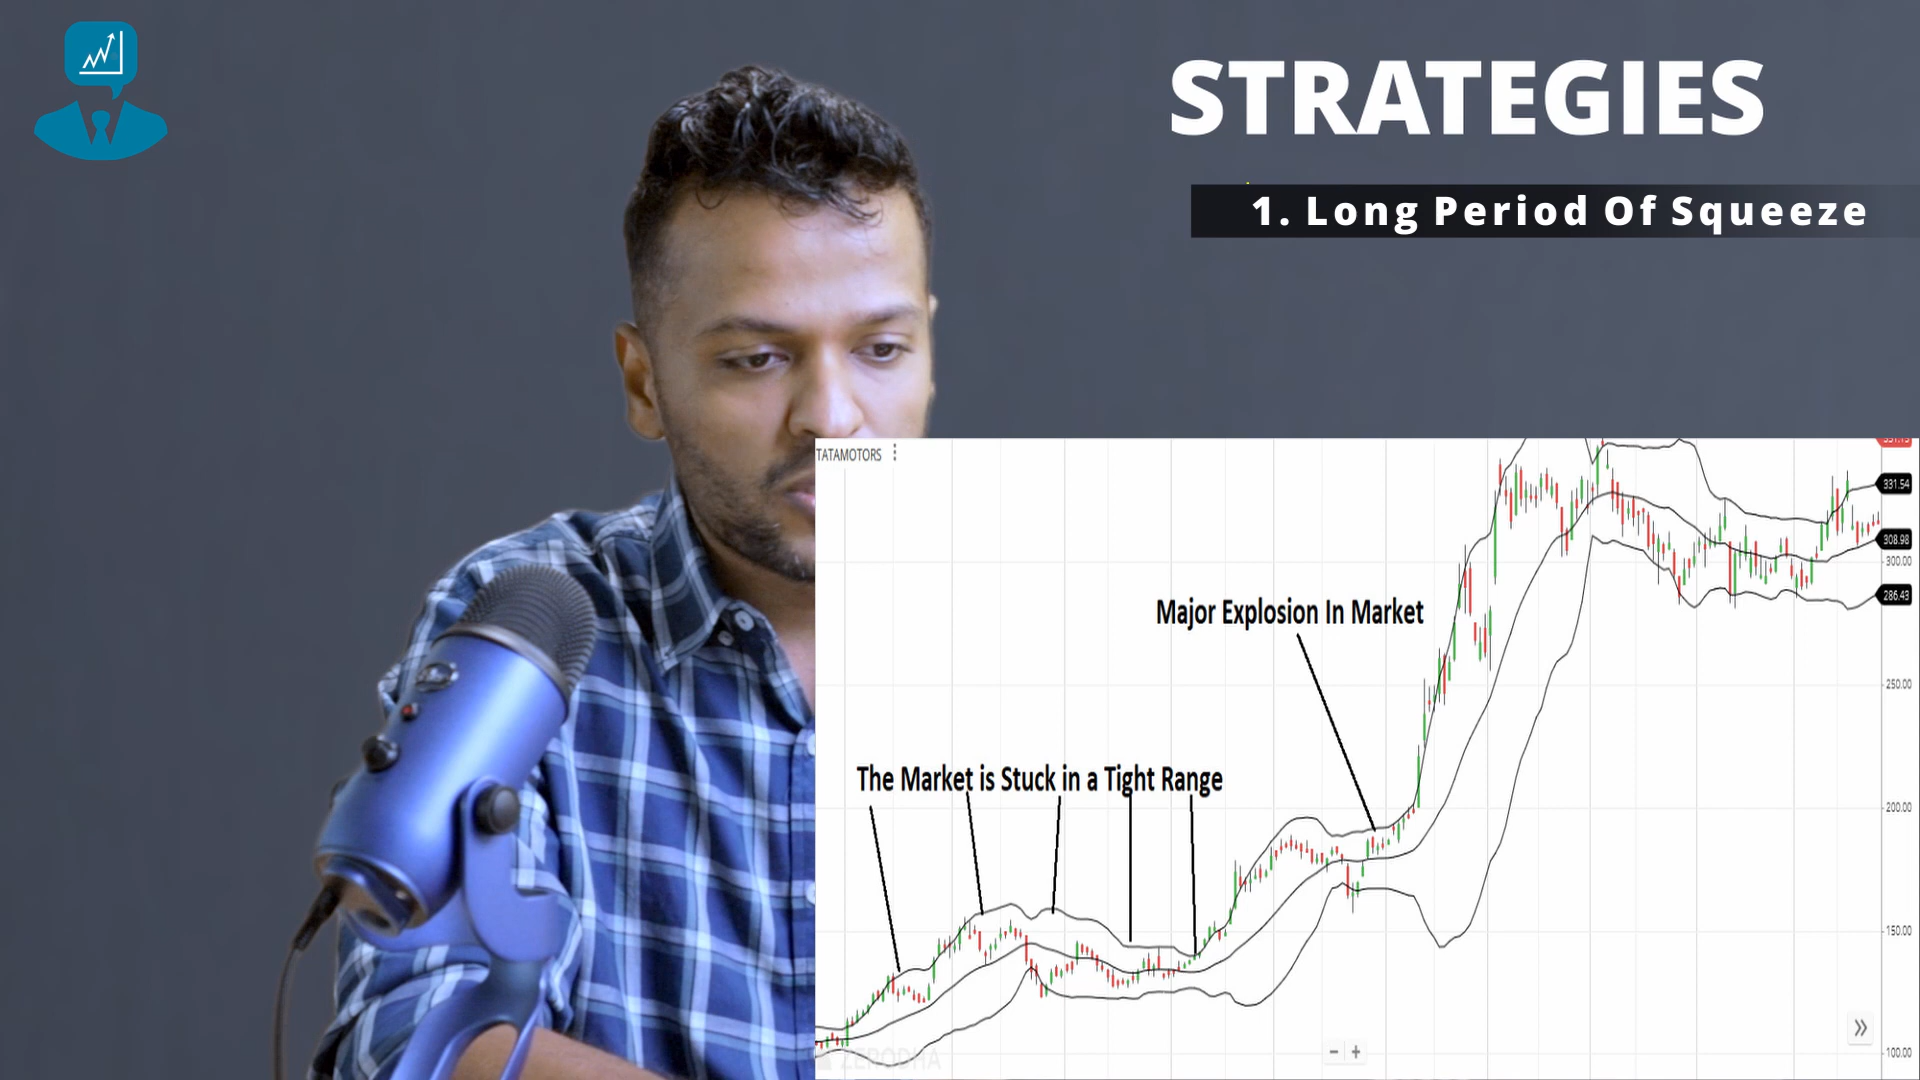 STRATEGIES
1. Long Period Of Squeeze
TATAMOTORS
331.54
308.98
300.00
286.43
Major Explosion In Market
250.00
The Market is Stuck in a Tight Range
200.00
150.00
100.00
ZERODHA